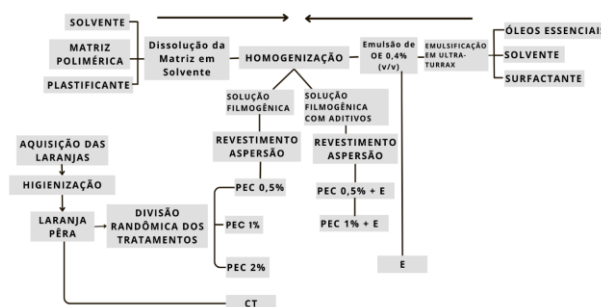 SOLVENTE
MATRIZ
POLIMÉRICA
PLASTIFICANTE
Dissolução da
Matriz em
Solvente
HOMOGENIZAÇÃO
Emulsão de
OE 0,4%
(v/v)
EMULSIFICAÇÃO
EM ULTRA-
TURRAX
ÓLEOS ESSENCIAIS
SOLVENTE
SURFACTANTE
SOLUÇÃO
FILMOGÊNICA
SOLUÇÃO
FILMOGÊNICA
COM ADITIVOS
REVESTIMENTO
ASPERSÃO
REVESTIMENTO
ASPERSÃO
AQUISIÇÃO DAS
LARANJAS
HIGIENIZAÇÃO
LARANJA
PÊRA
DIVISÃO
RANDÔMICA DOS
TRATAMENTOS
PEC 0,5%
PEC 1%
PEC 2%
PEC 0,5% + E
PEC 1% + E
E
CT